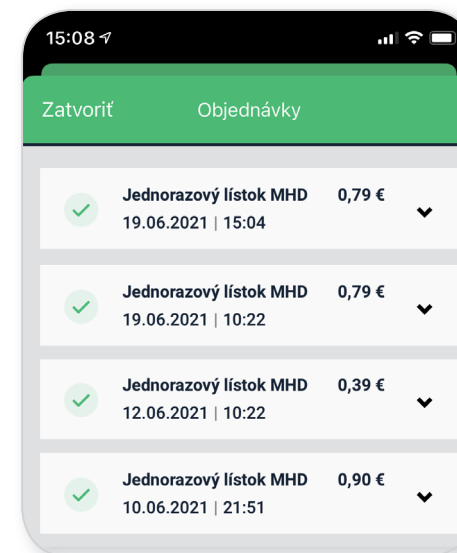 15:08
Zatvoriť Objednávky
Jednorazový lístok MHD 0,79 €
19.06.2021 | 15:04
Jednorazový lístok MHD 0,79 €
19.06.2021 | 10:22
Jednorazový lístok MHD 0,39 €
12.06.2021 | 10:22
Jednorazový lístok MHD 0,90 €
10.06.2021 | 21:51